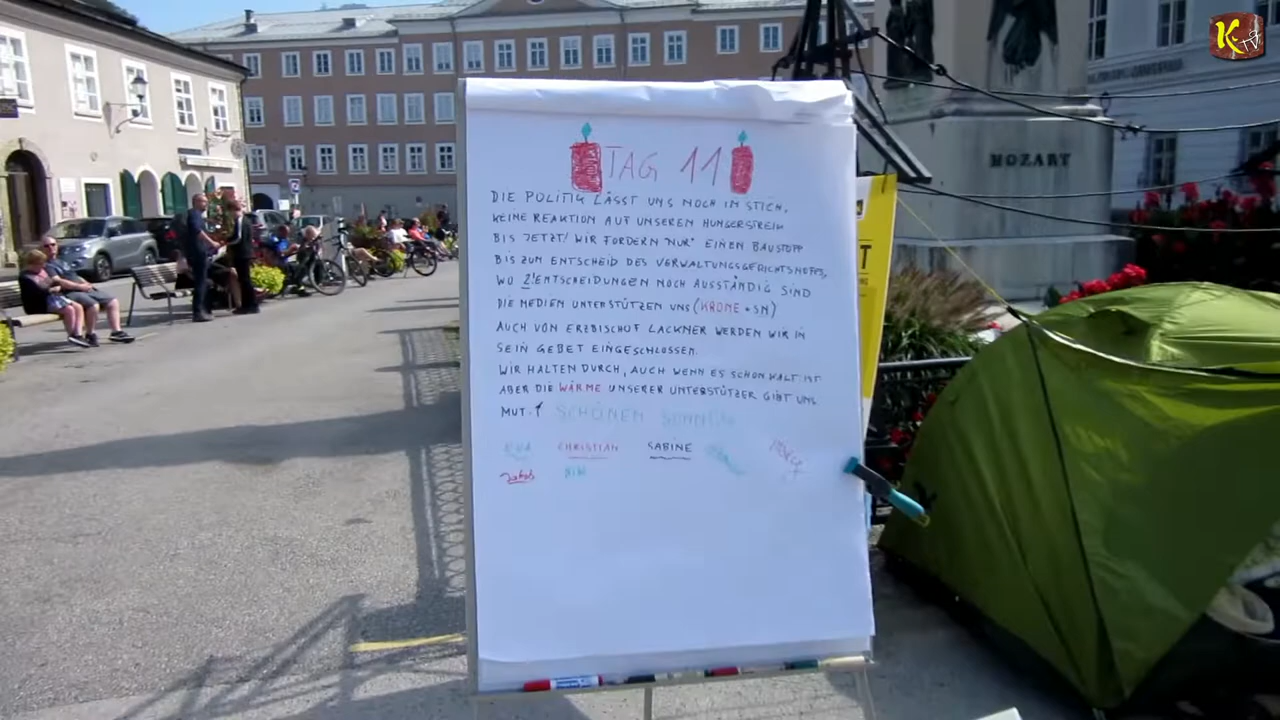 TAG 11
DIE POLITIK LÄSST UNS NOCH IM STICH,
KEINE REAKTION AUF UNSEREN HUNGERSTREIK
BIS JETZT! WIR FORDERN "NUR" EINEN BAUSTOPP
BIS ZUM ENTSCHEID DES VERWALTUNGSGERICHTSHOFES,
WO 2! ENTSCHEIDUNGEN NOCH AUSSTÄNDIG SIND
DIE MEDIEN UNTERSTÜTZEN UNS (KRONE + SN)
AUCH VON ERZBISCHOF LACKNER WERDEN WIR IN
SEIN GEBET EINGESCHLOSSEN.
WIR HALTEN DURCH, AUCH WENN ES SCHON KALT IST
ABER DIE WÄRME UNSERER UNTERSTÜTZER GIBT UNS
MUT! SCHÖNEN
CHRISTIAN SABINE
MOZART
K TV